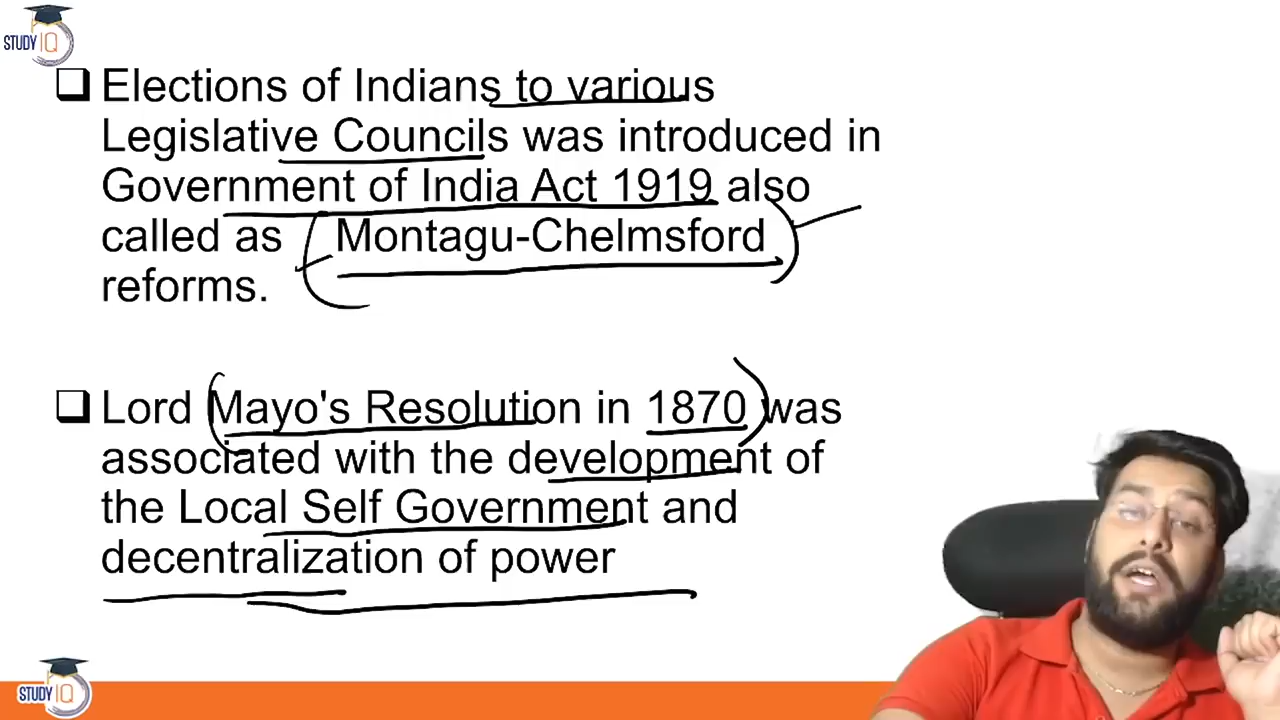 STUDY IQ
❑ Elections of Indians to various
Legislative Councils was introduced in
Government of India Act 1919 also
called as Montagu-Chelmsford
reforms.
❑ Lord Mayo's Resolution in 1870 was
associated with the development of
the Local Self Government and
decentralization of power
STUDY IQ